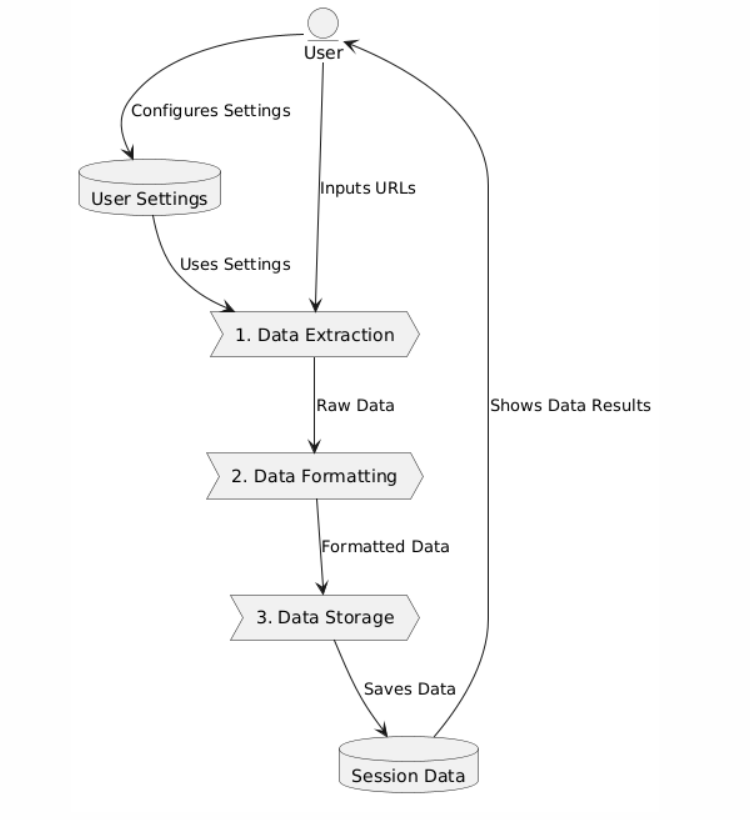 User
Configures Settings
Inputs URLs
User Settings
Uses Settings
1. Data Extraction
Raw Data
Shows Data Results
2. Data Formatting
Formatted Data
3. Data Storage
Saves Data
Session Data